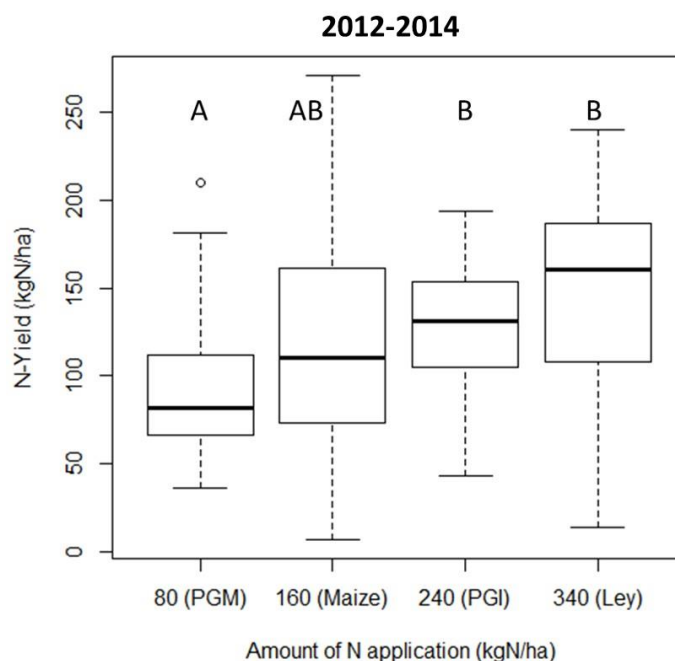 2012-2014
A AB B B
N-Yield (kgN/ha)
250
200
150
100
50
0
80 (PGM) 160 (Maize) 240 (PGI) 340 (Ley)
Amount of N application (kgN/ha)